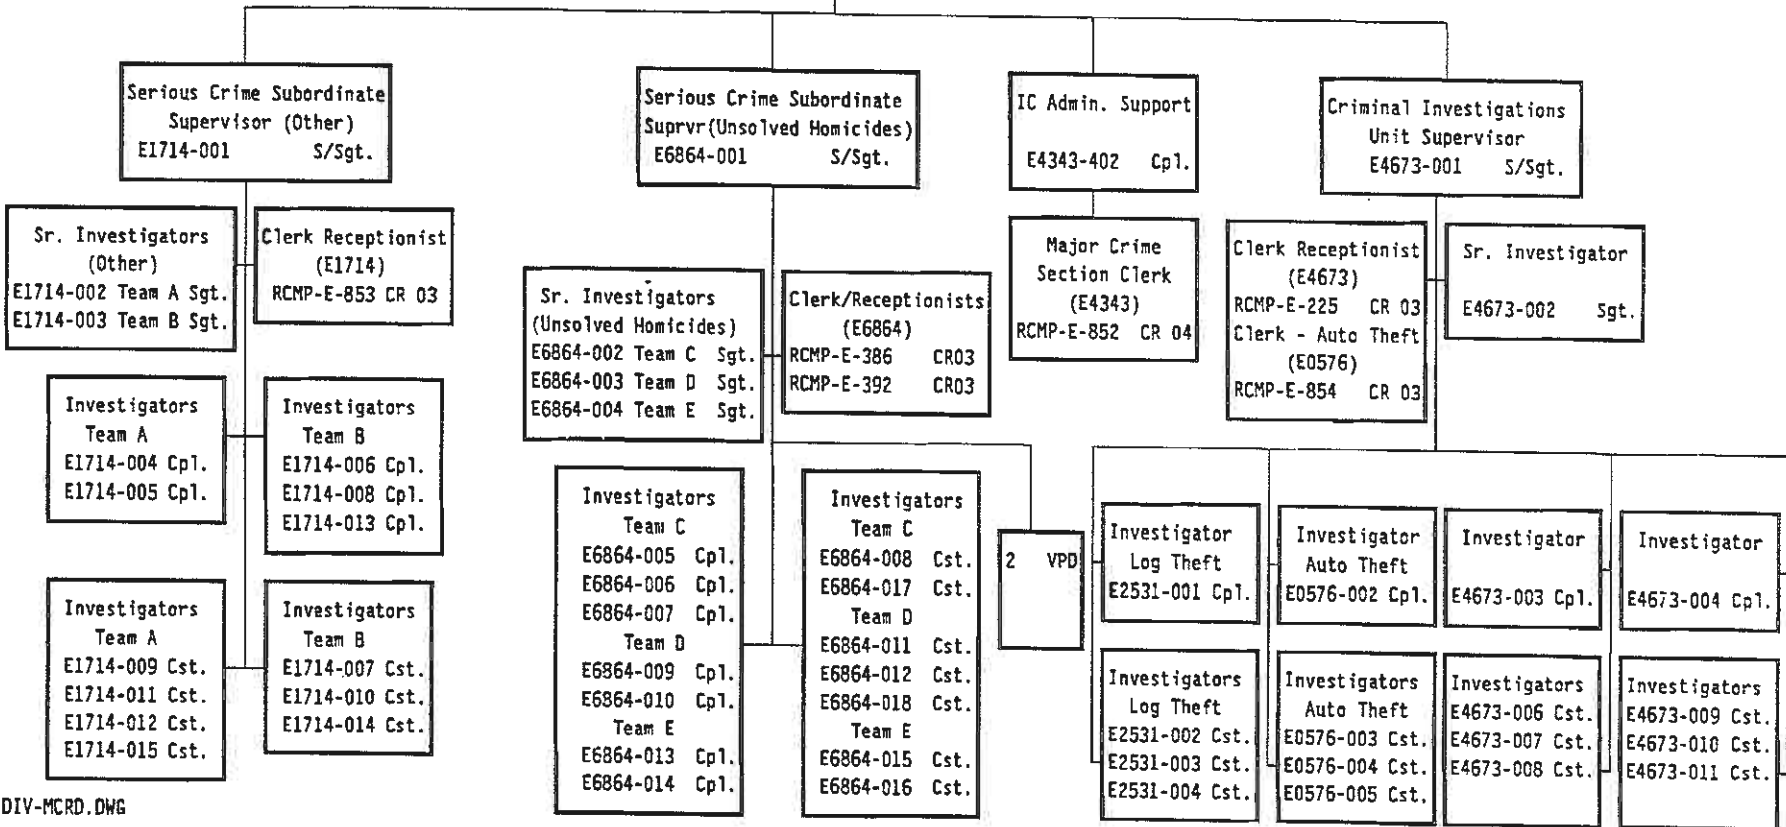 Serious Crime Subordinate
Supervisor (Other)
E1714-001 S/Sgt.
Serious Crime Subordinate
Suprvr(Unsolved Homicides)
E6864-001 S/Sgt.
IC Admin. Support
E4343-402 Cpl.
Criminal Investigations
Unit Supervisor
E4673-001 S/Sgt.
Sr. Investigators
(Other)
E1714-002 Team A Sgt.
E1714-003 Team B Sgt.
Clerk Receptionist
(E1714)
RCMP-E-853 CR 03
Sr. Investigators
(Unsolved Homicides)
E6864-002 Team C Sgt.
E6864-003 Team D Sgt.
E6864-004 Team E Sgt.
Clerk/Receptionists
(E6864)
RCMP-E-386 CR03
RCMP-E-392 CR03
Major Crime
Section Clerk
(E4343)
RCMP-E-852 CR 04
Clerk Receptionist
(E4673)
RCMP-E-225 CR 03
Clerk - Auto Theft
(E0576)
RCMP-E-854 CR 03
Sr. Investigator
E4673-002 Sgt.
Investigators
Team A
E1714-004 Cpl.
E1714-005 Cpl.
Investigators
Team B
E1714-006 Cpl.
E1714-008 Cpl.
E1714-013 Cpl.
Investigators
Team A
E1714-009 Cst.
E1714-011 Cst.
E1714-012 Cst.
E1714-015 Cst.
Investigators
Team B
E1714-007 Cst.
E1714-010 Cst.
E1714-014 Cst.
Investigators
Team C
E6864-005 Cpl.
E6864-006 Cpl.
E6864-007 Cpl.
Team D
E6864-009 Cpl.
E6864-010 Cpl.
Team E
E6864-013 Cpl.
E6864-014 Cpl.
Investigators
Team C
E6864-008 Cst.
E6864-017 Cst.
Team D
E6864-011 Cst.
E6864-012 Cst.
E6864-018 Cst.
Team E
E6864-015 Cst.
E6864-016 Cst.
2 VPD
Investigator
Log Theft
E2531-001 Cpl.
Investigator
Auto Theft
E0576-002 Cpl.
Investigator
E4673-003 Cpl.
Investigator
E4673-004 Cpl.
Investigators
Log Theft
E2531-002 Cst.
E2531-003 Cst.
E2531-004 Cst.
Investigators
Auto Theft
E0576-003 Cst.
E0576-004 Cst.
E0576-005 Cst.
Investigators
E4673-006 Cst.
E4673-007 Cst.
E4673-008 Cst.
Investigators
E4673-009 Cst.
E4673-010 Cst.
E4673-011 Cst.
DIV-MCRD.DWG